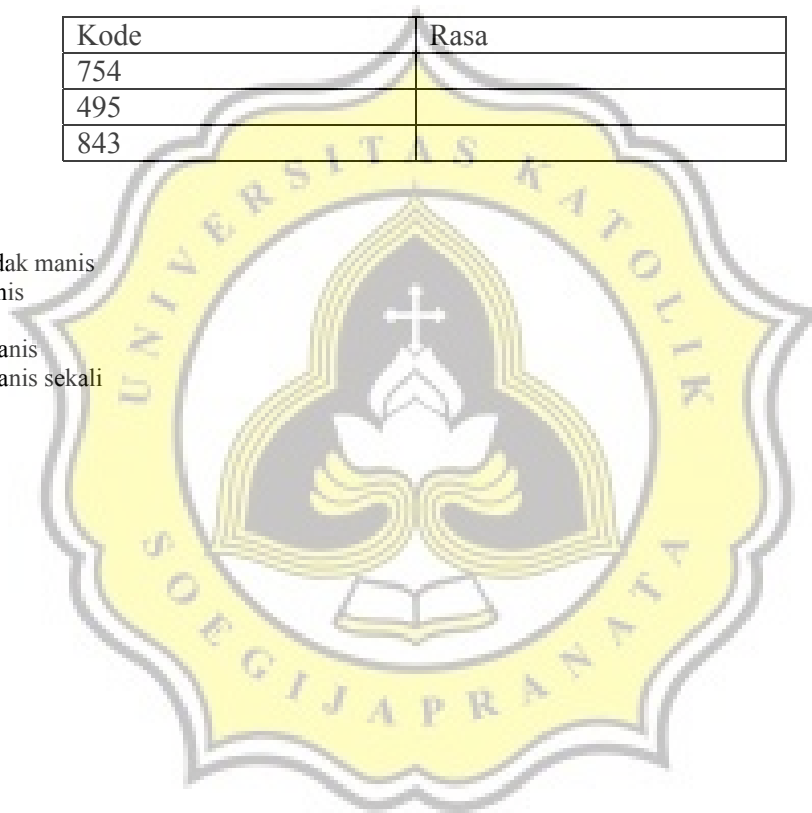 Kode Rasa
754
495
843
dak manis
nis
anis
anis sekali
UNIVERSITAS KATOLIK
SOEGIJAPRANATA